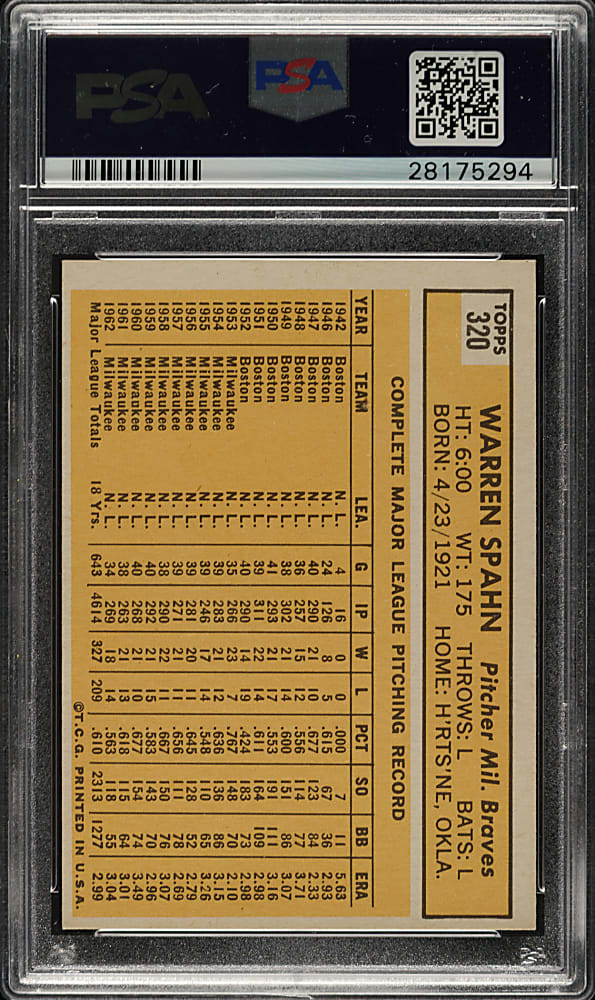 PSA
PSA
28175294
TOPPS
320
WARREN SPAHN Pitcher Mil. Braves
HT: 6:00 WT: 175 THROWS: L BATS: L
BORN: 4/23/1921 HOME: H'RTS'NE, OKLA.
COMPLETE MAJOR LEAGUE PITCHING RECORD
YEAR TEAM LEA. G IP W L PCT SO BB ERA
1942 Boston N. L. 4 16 0 0 .000 7 11 5.63
1946 Boston N. L. 24 126 8 5 .615 67 36 2.93
1947 Boston N. L. 40 290 21 10 .677 123 84 2.33
1948 Boston N. L. 36 257 15 12 .556 114 77 3.71
1949 Boston N. L. 38 302 21 14 .600 151 86 3.07
1950 Boston N. L. 41 293 21 17 .553 191 111 3.16
1951 Boston N. L. 39 311 22 14 .611 164 109 2.98
1952 Boston N. L. 40 290 14 19 .424 183 73 2.98
1953 Milwaukee N. L. 35 266 23 7 .767 148 70 2.10
1954 Milwaukee N. L. 39 283 21 12 .636 136 86 3.15
1955 Milwaukee N. L. 39 246 17 14 .548 110 65 3.26
1956 Milwaukee N. L. 39 281 20 11 .645 128 52 2.79
1957 Milwaukee N. L. 39 271 21 11 .656 111 78 2.69
1958 Milwaukee N. L. 38 290 22 11 .667 150 76 3.07
1959 Milwaukee N. L. 40 292 21 15 .583 143 70 2.96
1960 Milwaukee N. L. 40 268 21 10 .677 154 74 3.49
1961 Milwaukee N. L. 38 263 21 13 .618 115 64 3.01
1962 Milwaukee N. L. 34 269 18 14 .563 118 55 3.04
Major League Totals 18 Yrs. 643 4614 327 209 .610 2313 1277 2.99
©T.C.G. PRINTED IN U.S.A.